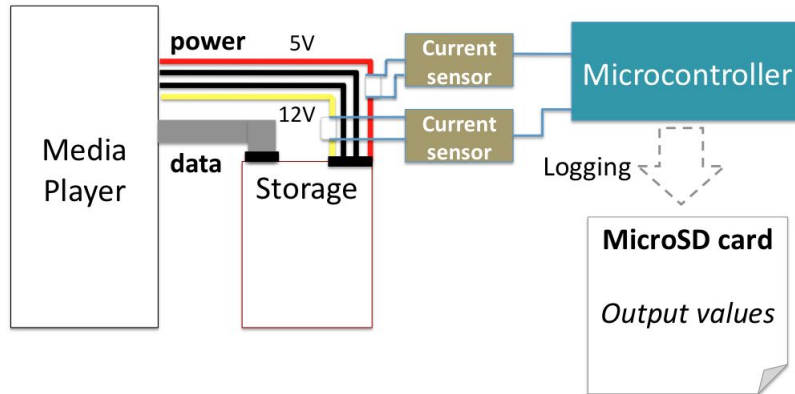 power
5V
Current
sensor
Microcontroller
12V
Current
sensor
Media
Player
data
Storage
Logging
MicroSD card
Output values